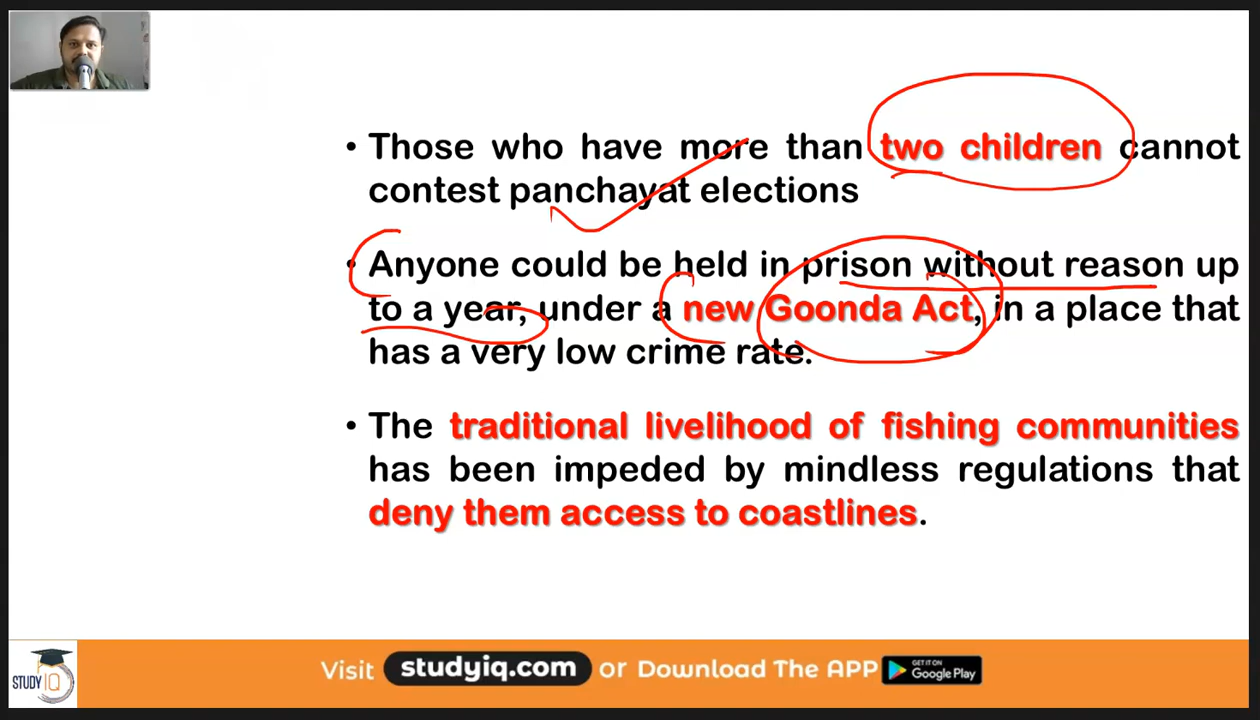 • Those who have more than two children cannot
contest panchayat elections
• Anyone could be held in prison without reason up
to a year, under a new Goonda Act, in a place that
has a very low crime rate.
• The traditional livelihood of fishing communities
has been impeded by mindless regulations that
deny them access to coastlines.
STUDY IQ
Visit studyiq.com or Download The APP GET IT ON Google Play